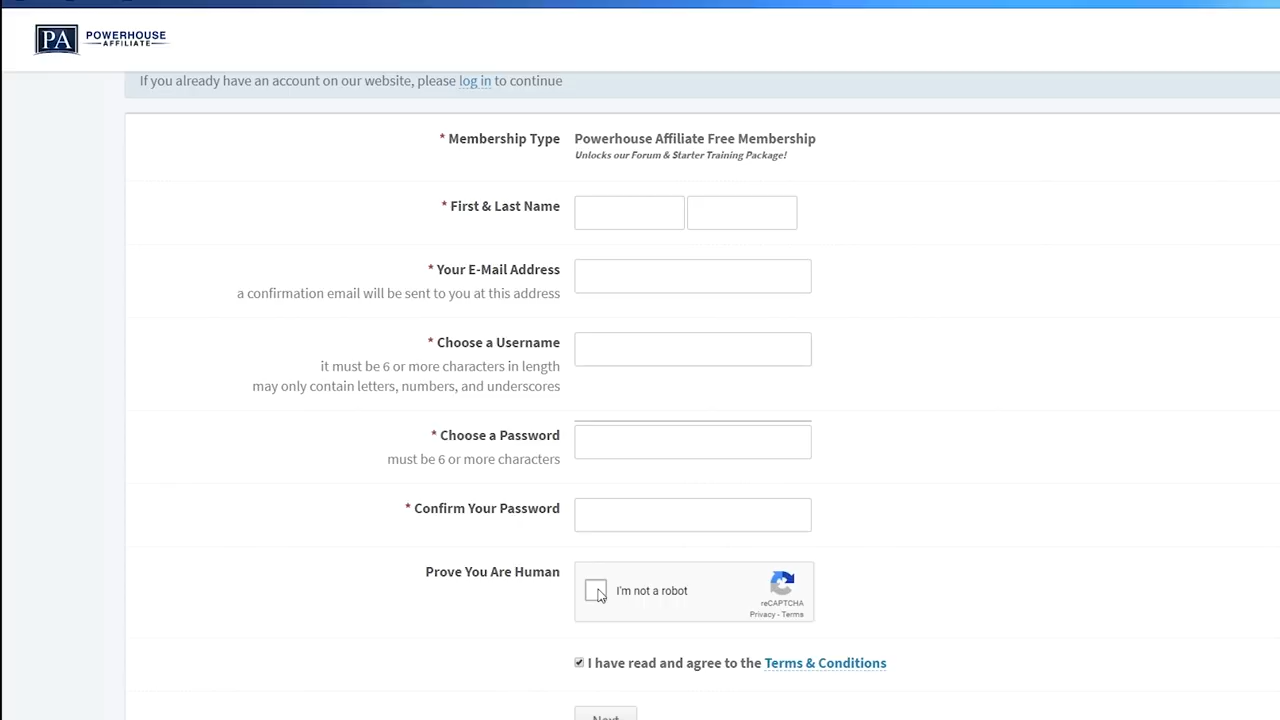 PA POWERHOUSE
AFFILIATE
If you already have an account on our website, please log in to continue
* Membership Type
Powerhouse Affiliate Free Membership
Unlocks our Forum & Starter Training Package!
* First & Last Name
* Your E-Mail Address
a confirmation email will be sent to you at this address
* Choose a Username
it must be 6 or more characters in length
may only contain letters, numbers, and underscores
* Choose a Password
must be 6 or more characters
* Confirm Your Password
Prove You Are Human
I'm not a robot
reCAPTCHA
Privacy - Terms
I have read and agree to the Terms & Conditions
Next